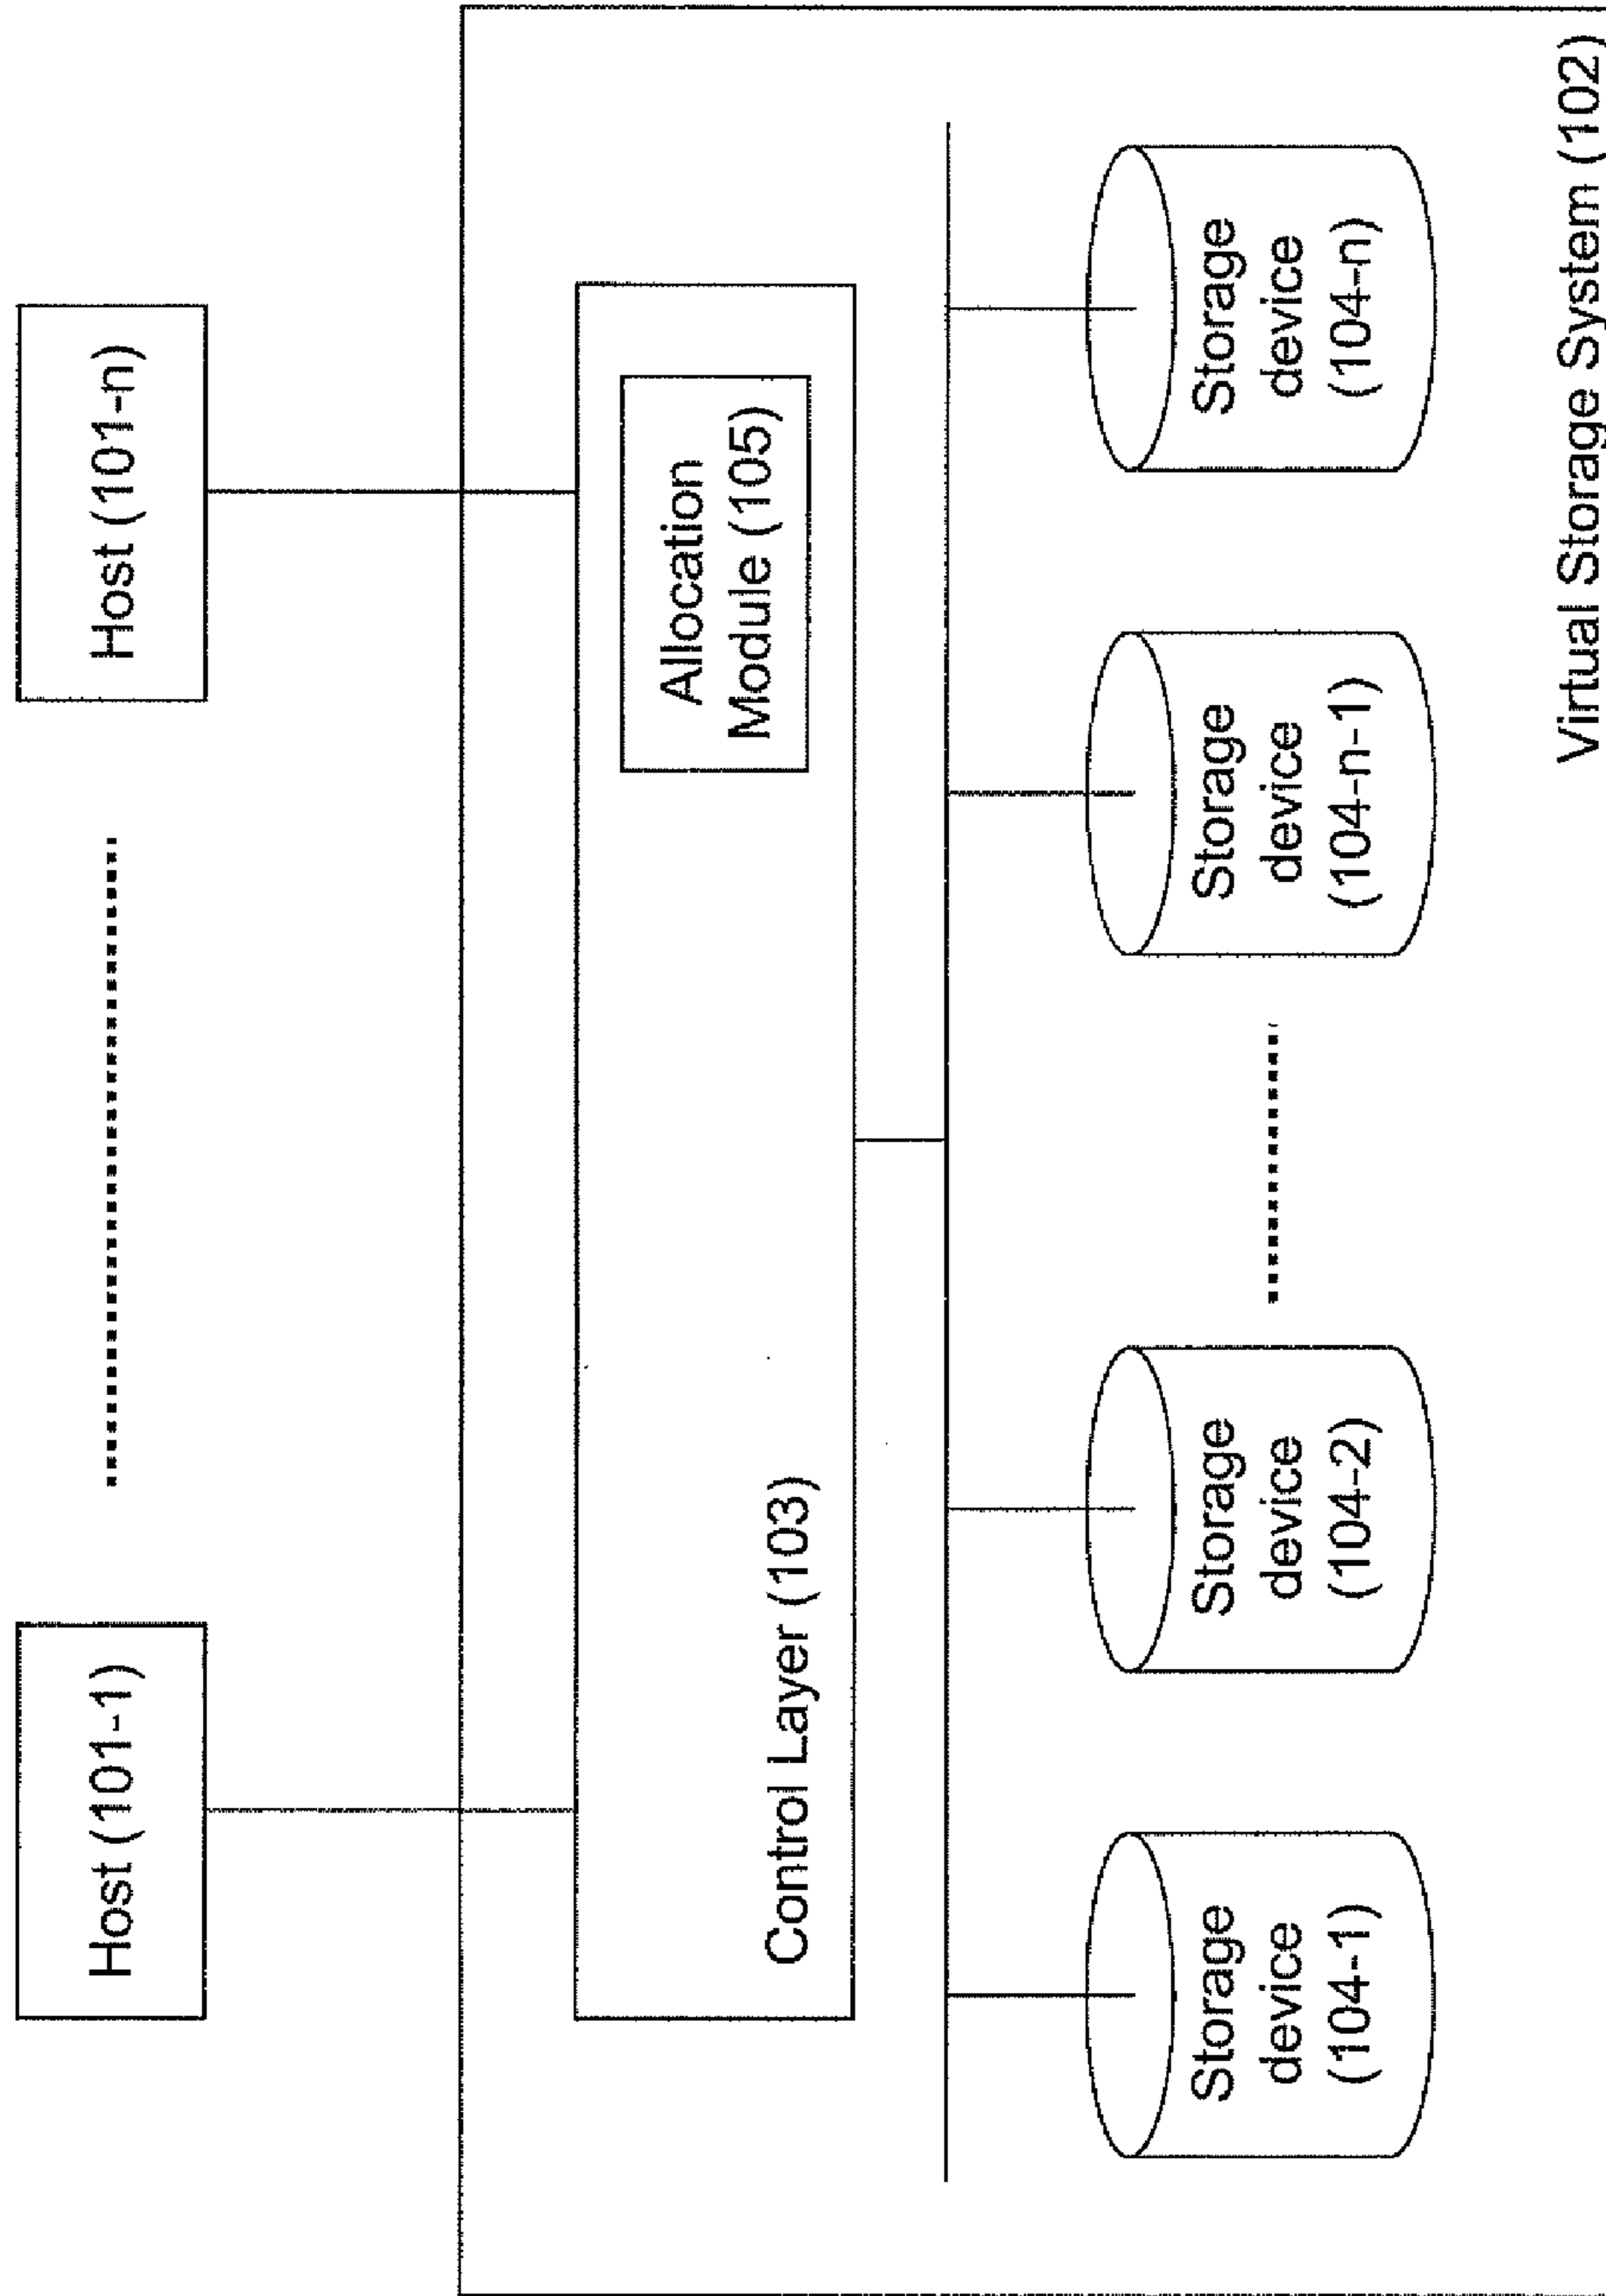 Host (101-1)
Host (101-n)
Allocation
Module (105)
Control Layer (103)
Storage
device
(104-1)
Storage
device
(104-2)
Storage
device
(104-n-1)
Storage
device
(104-n)
Virtual Storage System (102)